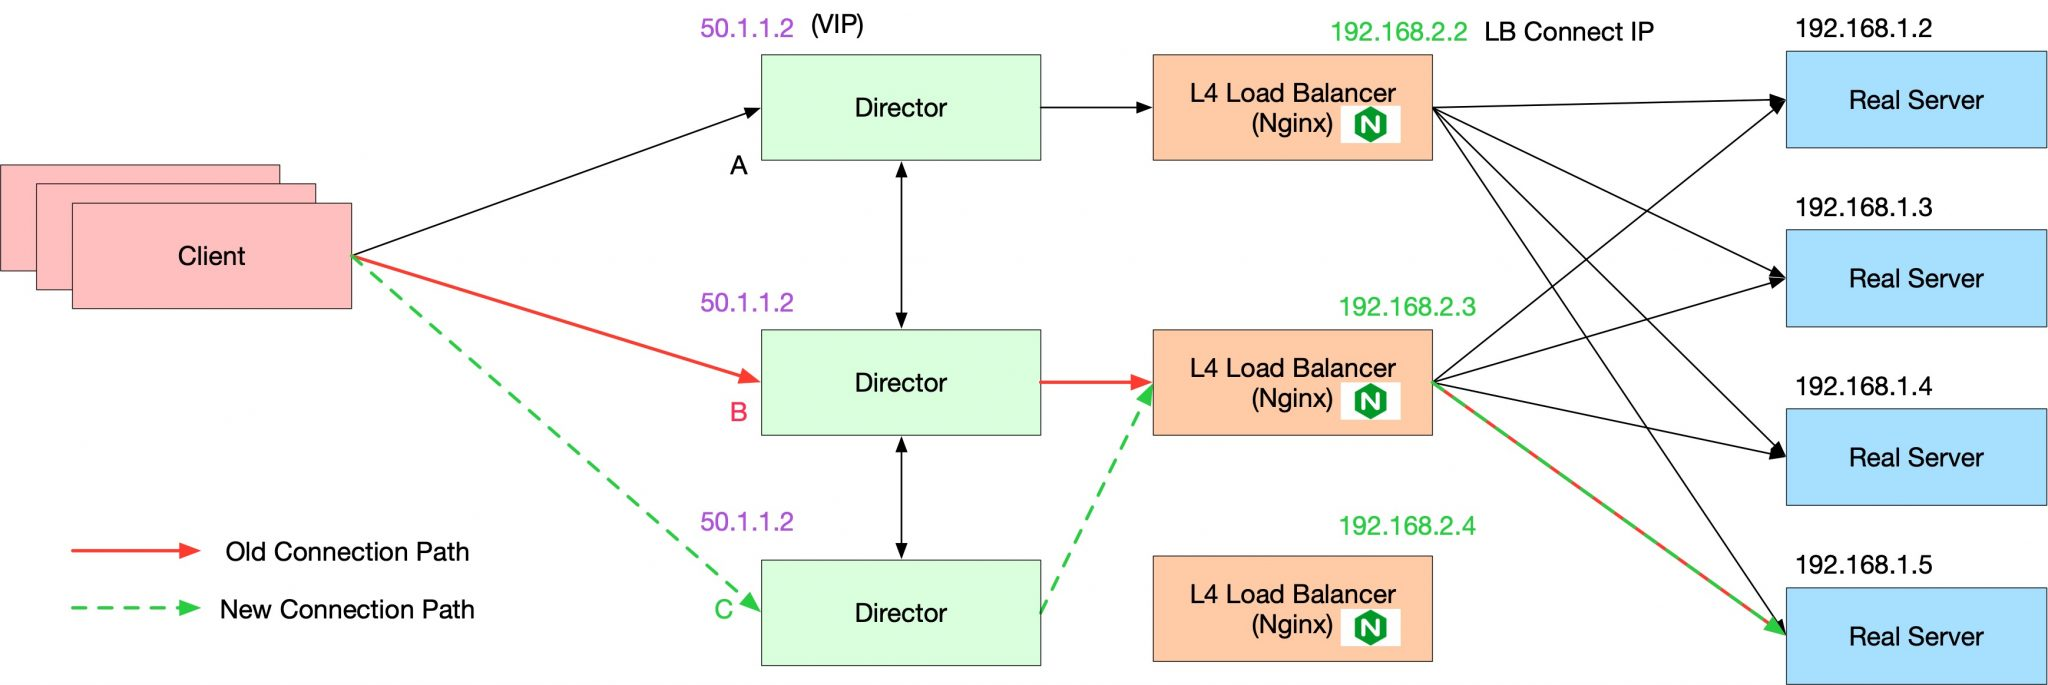 50.1.1.2 (VIP)
192.168.2.2 LB Connect IP
192.168.1.2
Director
L4 Load Balancer
(Nginx) N
Real Server
A
192.168.1.3
Client
Real Server
50.1.1.2
192.168.2.3
Director
L4 Load Balancer
(Nginx) N
192.168.1.4
B
Real Server
50.1.1.2
192.168.2.4
Old Connection Path
192.168.1.5
New Connection Path
C
Director
L4 Load Balancer
(Nginx) N
Real Server